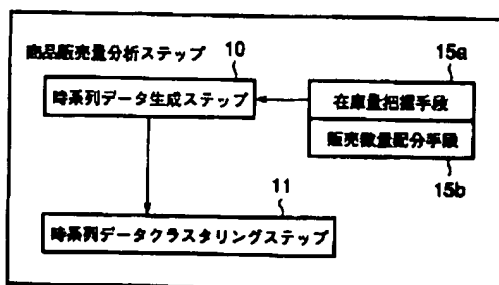 商品販売量分析ステップ
10
時系列データ生成ステップ
15a
在庫量把握手段
販売数量配分手段
15b
11
時系列データクラスタリングステップ